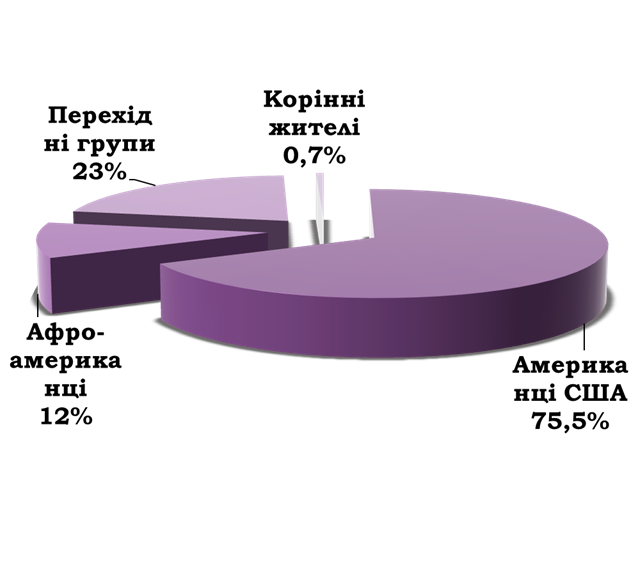 Корінні
жителі
0,7%
Перехід
ні групи
23%
Афро-
америка
нці
12%
Америка
нці США
75,5%